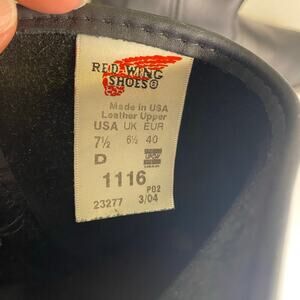 RED WING
SHOES®
Made in USA
Leather Upper
USA UK EUR
7½ 6½ 40
D
1116
P02
23277 3/04